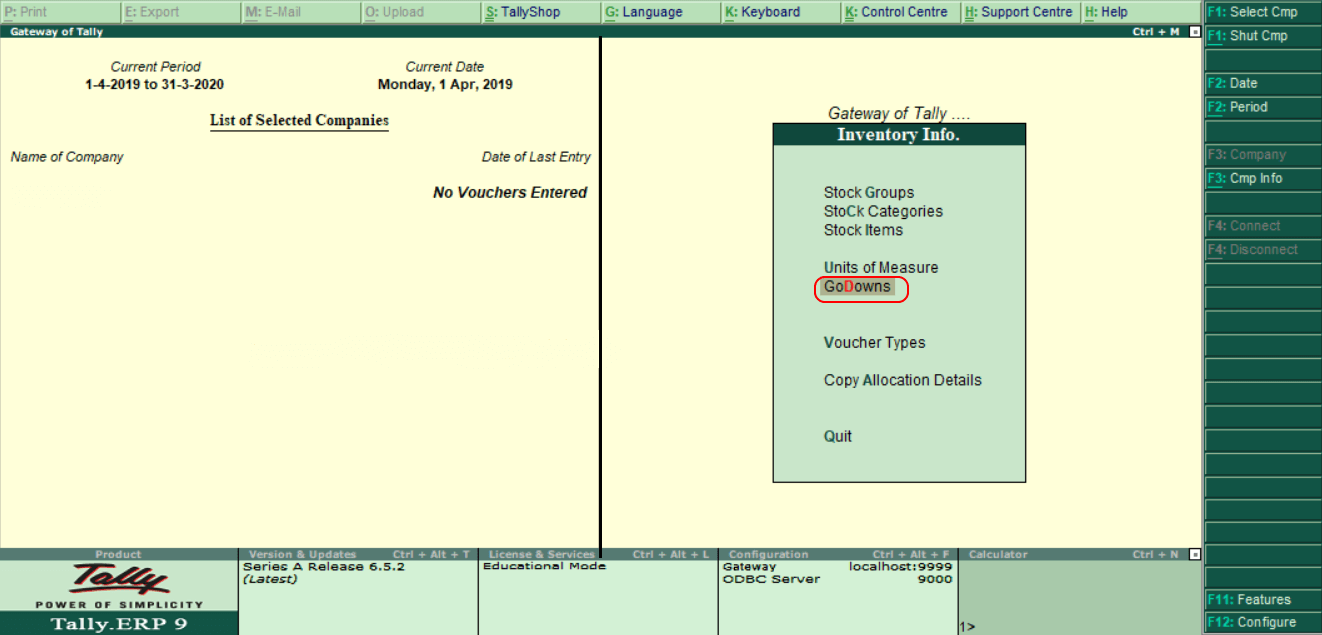 P: Print E: Export M: E-Mail O: Upload S: TallyShop G: Language K: Keyboard K: Control Centre H: Support Centre H: Help
F1: Select Cmp
Gateway of Tally Ctrl + M
F1: Shut Cmp
Current Period Current Date
1-4-2019 to 31-3-2020 Monday, 1 Apr, 2019
F2: Date
F2: Period
List of Selected Companies
Gateway of Tally ....
Inventory Info.
Name of Company Date of Last Entry
F3: Company
F3: Cmp Info
No Vouchers Entered
Stock Groups
StoCk Categories
Stock Items
F4: Connect
F4: Disconnect
Units of Measure
GoDowns
Voucher Types
Copy Allocation Details
Quit
Product Version & Updates Ctrl + Alt + T License & Services Ctrl + Alt + L Configuration Ctrl + Alt + F Calculator Ctrl + N
Tally
POWER OF SIMPLICITY
Tally.ERP 9
Series A Release 6.5.2
(Latest)
Educational Mode
Gateway localhost:9999
ODBC Server 9000
1>
F11: Features
F12: Configure